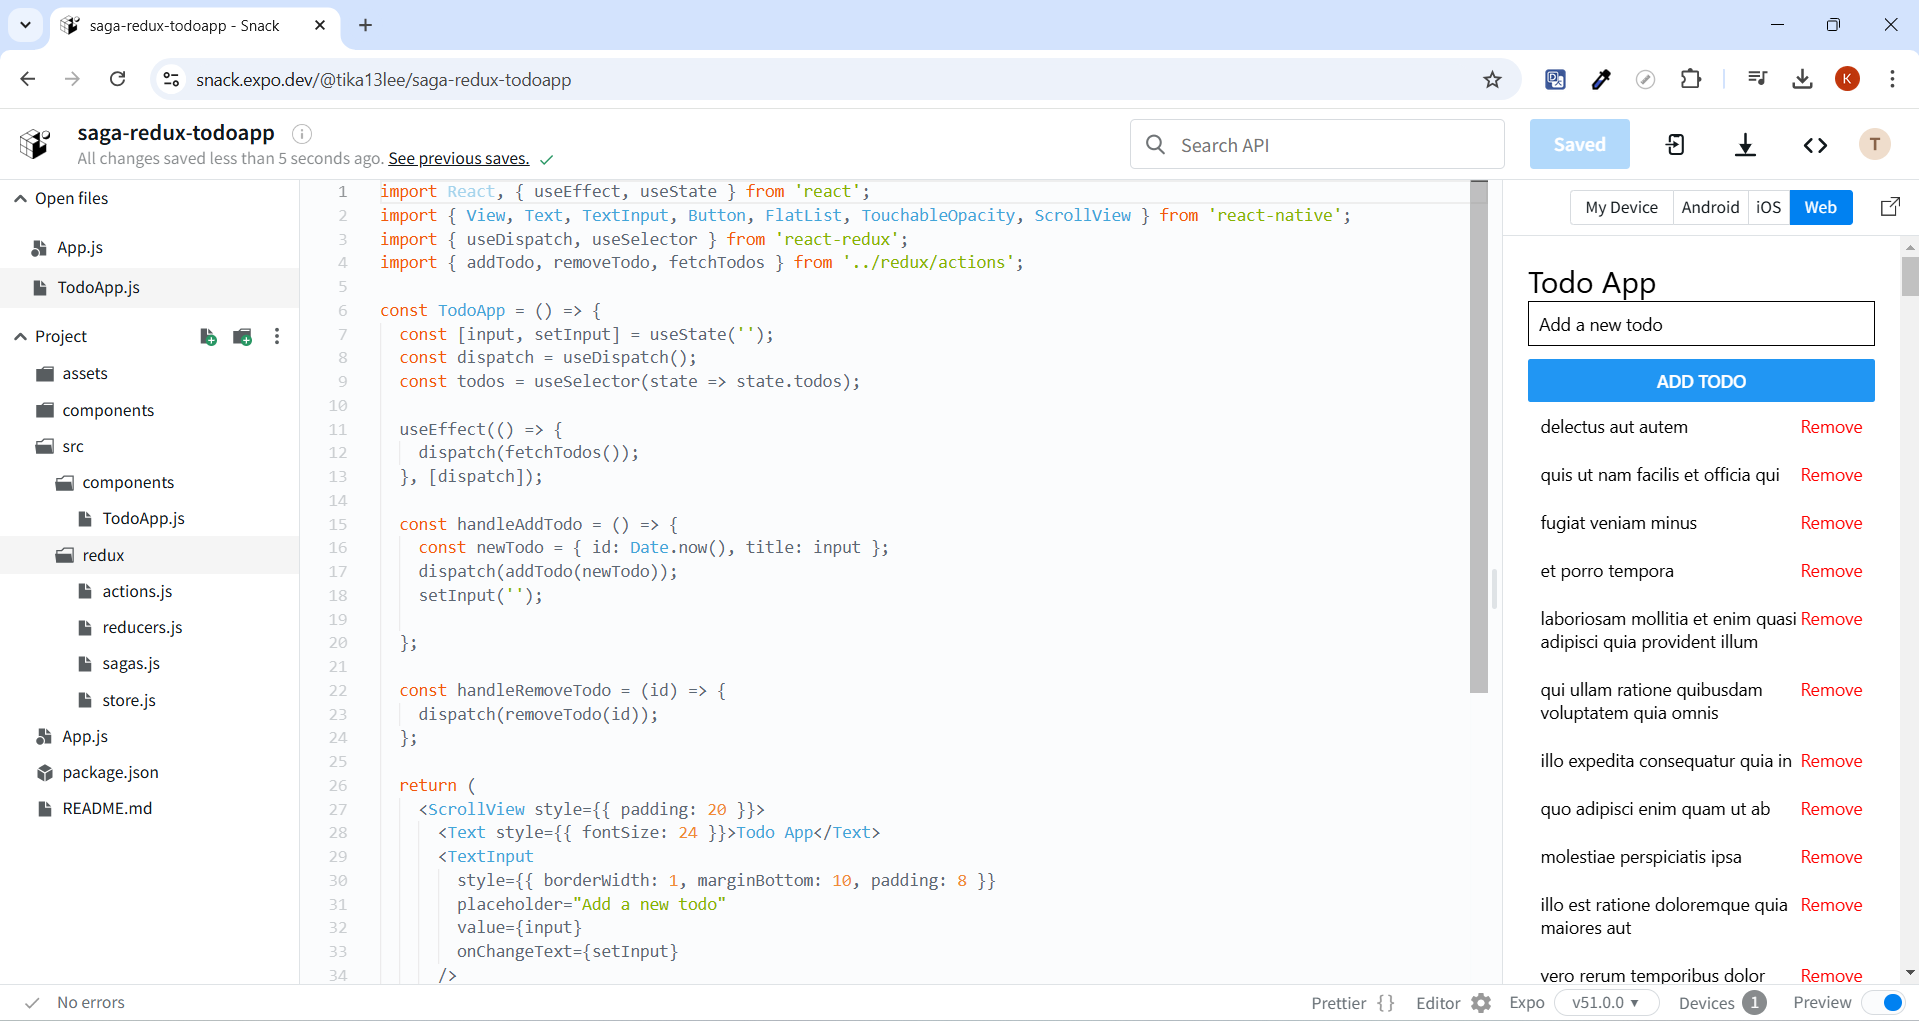 saga-redux-todoapp - Snack
snack.expo.dev/@tika13lee/saga-redux-todoapp
K
saga-redux-todoapp
All changes saved less than 5 seconds ago. See previous saves.
Search API
Saved
T
Open files
App.js
TodoApp.js
Project
assets
components
src
components
TodoApp.js
redux
actions.js
reducers.js
sagas.js
store.js
App.js
package.json
README.md
1 import React, { useEffect, useState } from 'react';
2 import { View, Text, TextInput, Button, FlatList, TouchableOpacity, ScrollView } from 'react-native';
3 import { useDispatch, useSelector } from 'react-redux';
4 import { addTodo, removeTodo, fetchTodos } from '../redux/actions';
5
6 const TodoApp = () => {
7 const [input, setInput] = useState('');
8 const dispatch = useDispatch();
9 const todos = useSelector(state => state.todos);
10
11 useEffect(() => {
12 dispatch(fetchTodos());
13 }, [dispatch]);
14
15 const handleAddTodo = () => {
16 const newTodo = { id: Date.now(), title: input };
17 dispatch(addTodo(newTodo));
18 setInput('');
19
20 };
21
22 const handleRemoveTodo = (id) => {
23 dispatch(removeTodo(id));
24 };
25
26 return (
27 <ScrollView style={{ padding: 20 }}>
28 <Text style={{ fontSize: 24 }}>Todo App</Text>
29 <TextInput
30 style={{ borderWidth: 1, marginBottom: 10, padding: 8 }}
31 placeholder="Add a new todo"
32 value={input}
33 onChangeText={setInput}
34 />
My Device Android iOS Web
Todo App
Add a new todo
ADD TODO
delectus aut autem Remove
quis ut nam facilis et officia qui Remove
fugiat veniam minus Remove
et porro tempora Remove
laboriosam mollitia et enim quasi Remove
adipisci quia provident illum
qui ullam ratione quibusdam Remove
voluptatem quia omnis
illo expedita consequatur quia in Remove
quo adipisci enim quam ut ab Remove
molestiae perspiciatis ipsa Remove
illo est ratione doloremque quia Remove
maiores aut
vero rerum temporibus dolor Remove
No errors
Prettier {} Editor Expo v51.0.0 Devices 1 Preview